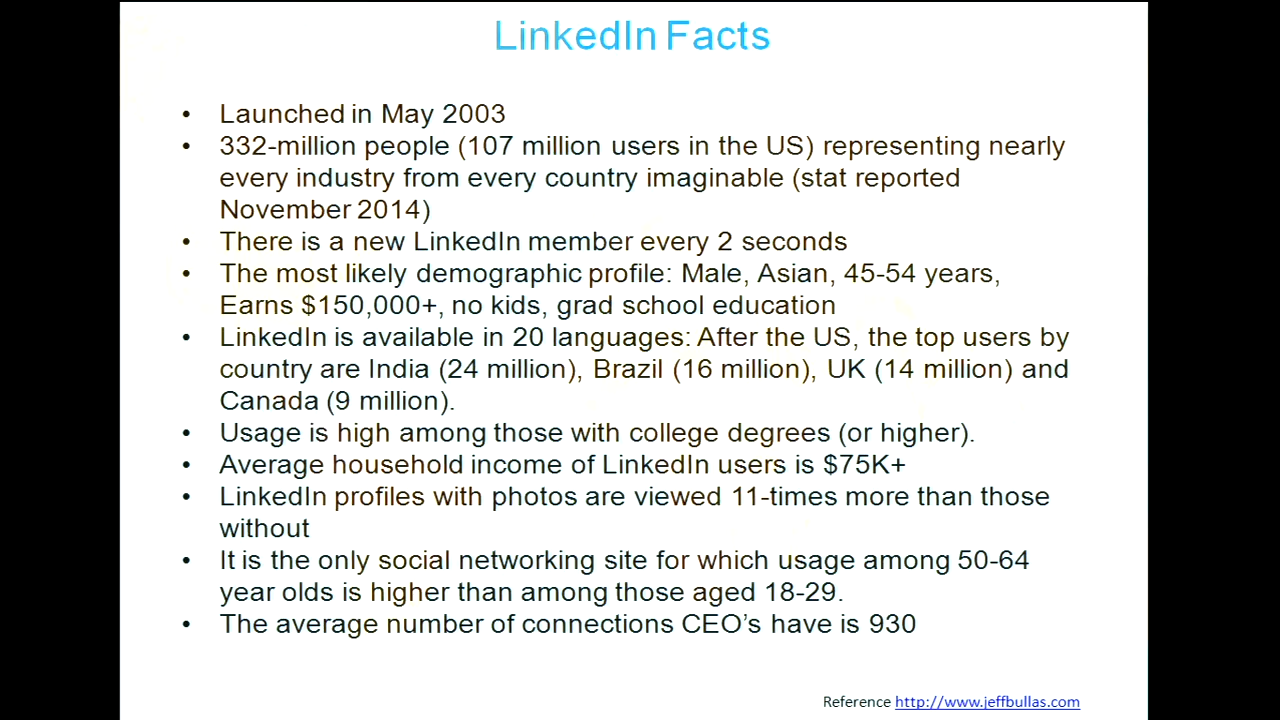 LinkedIn Facts
• Launched in May 2003
• 332-million people (107 million users in the US) representing nearly
every industry from every country imaginable (stat reported
November 2014)
• There is a new LinkedIn member every 2 seconds
• The most likely demographic profile: Male, Asian, 45-54 years,
Earns $150,000+, no kids, grad school education
• LinkedIn is available in 20 languages: After the US, the top users by
country are India (24 million), Brazil (16 million), UK (14 million) and
Canada (9 million).
• Usage is high among those with college degrees (or higher).
• Average household income of LinkedIn users is $75K+
• LinkedIn profiles with photos are viewed 11-times more than those
without
• It is the only social networking site for which usage among 50-64
year olds is higher than among those aged 18-29.
• The average number of connections CEO’s have is 930
Reference http://www.jeffbullas.com